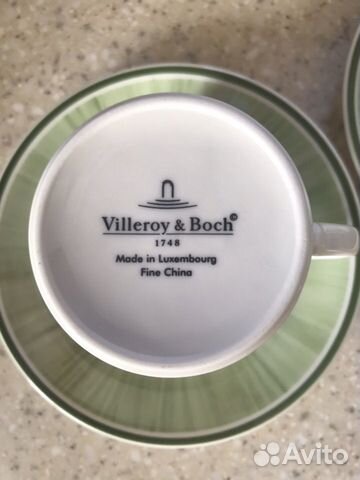 Villeroy & Boch©
1748
Made in Luxembourg
Fine China
Avito